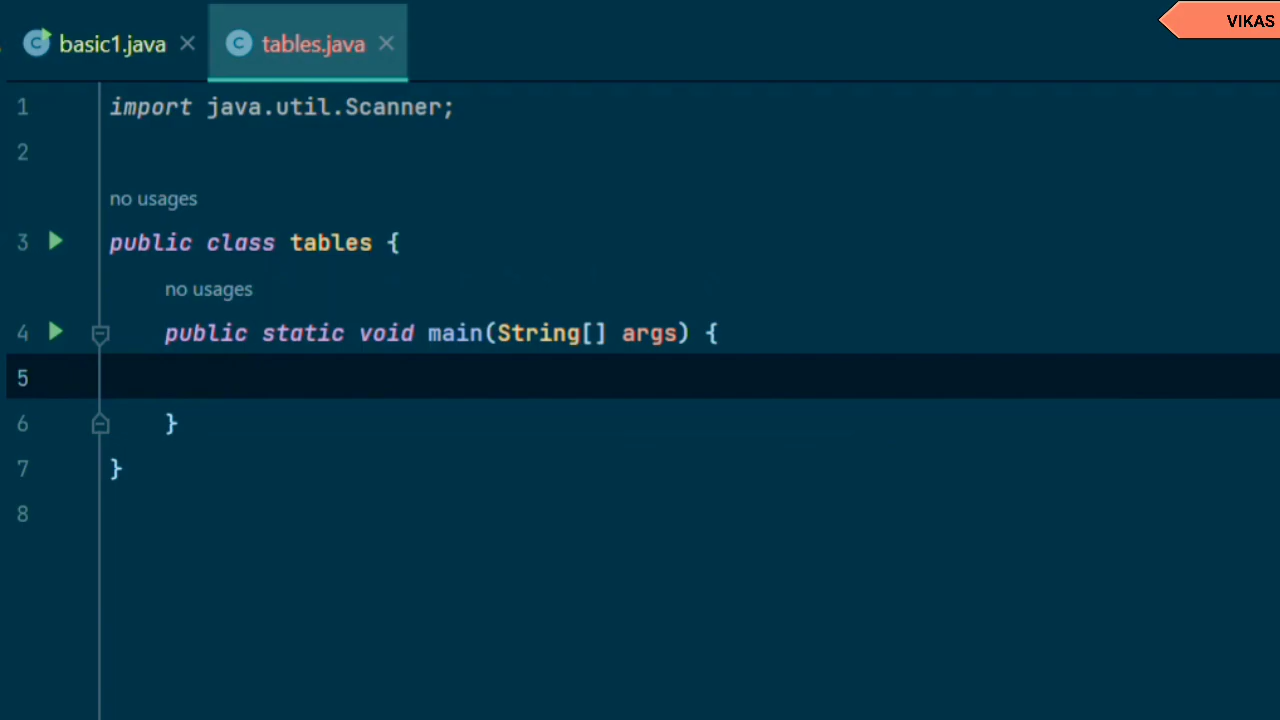 basic1.java
tables.java
VIKAS
1 import java.util.Scanner;
2
no usages
3 public class tables {
no usages
4 public static void main(String[] args) {
5
6 }
7 }
8